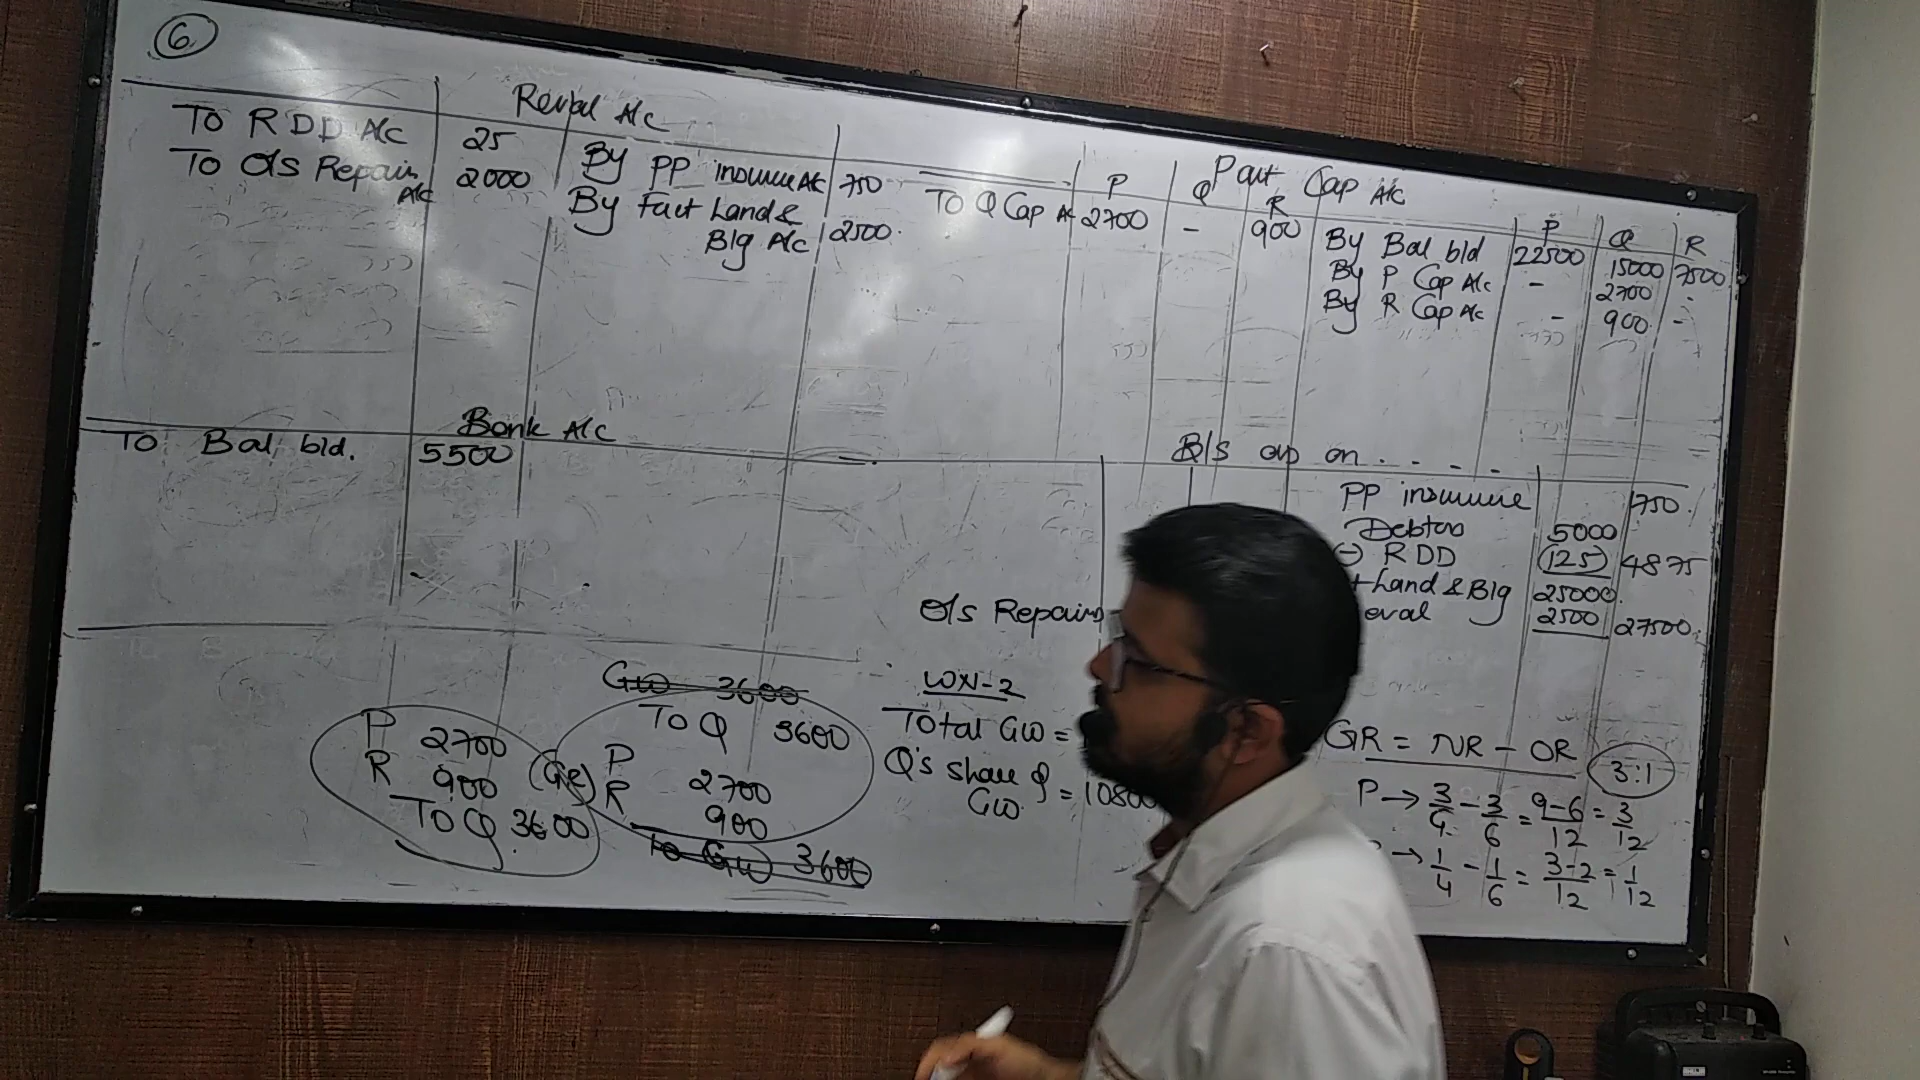 6
Reval A/c
To RDD A/c 25
To O/S Repairs A/c 2000
By PP insurance A/c 750
By Fact Land &
Blg A/c 2500.
Part Cap A/c
P Q R
To Q Cap A/c 2700 - 900
P Q R
By Bal b/d 22500 15000 7500
By P Cap A/c - 2700 -
By R Cap A/c - 900 -
Bank A/c
To Bal b/d. 5500
B/S as on . . . .
O/S Repairs
PP insurance 750.
Debtors 5000
(-) RDD (125) 4875
Land & Blg 25000.
eval 2500 27500.
P 2700
R 900
To Q 3600
(GR)
GW 3600
To Q 3600
P 2700
R 900
To GW 3600
WN-2
Total GW =
Q's share of
GW. = 10800
GR = NR - OR
3:1
P → 3/4 - 3/6 = 9-6/12 = 3/12
→ 1/4 - 1/6 = 3-2/12 = 1/12